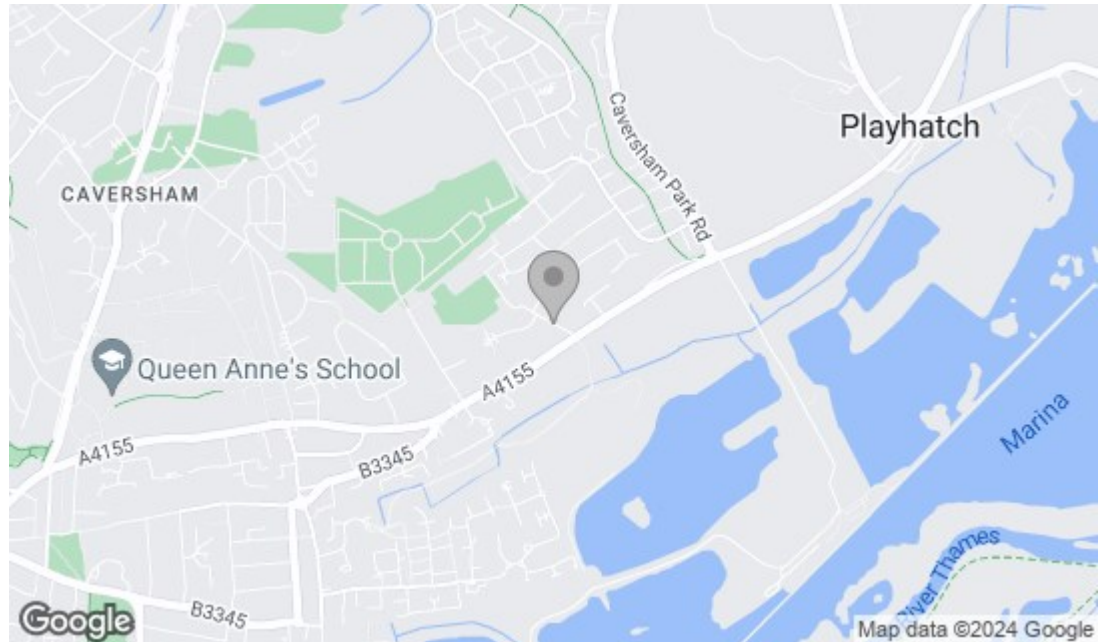 Playhatch
Caversham Park Rd
CAVERSHAM
Queen Anne's School
A4155
A4155
B3345
Marina
River Thames
B3345
Google
Map data ©2024 Google